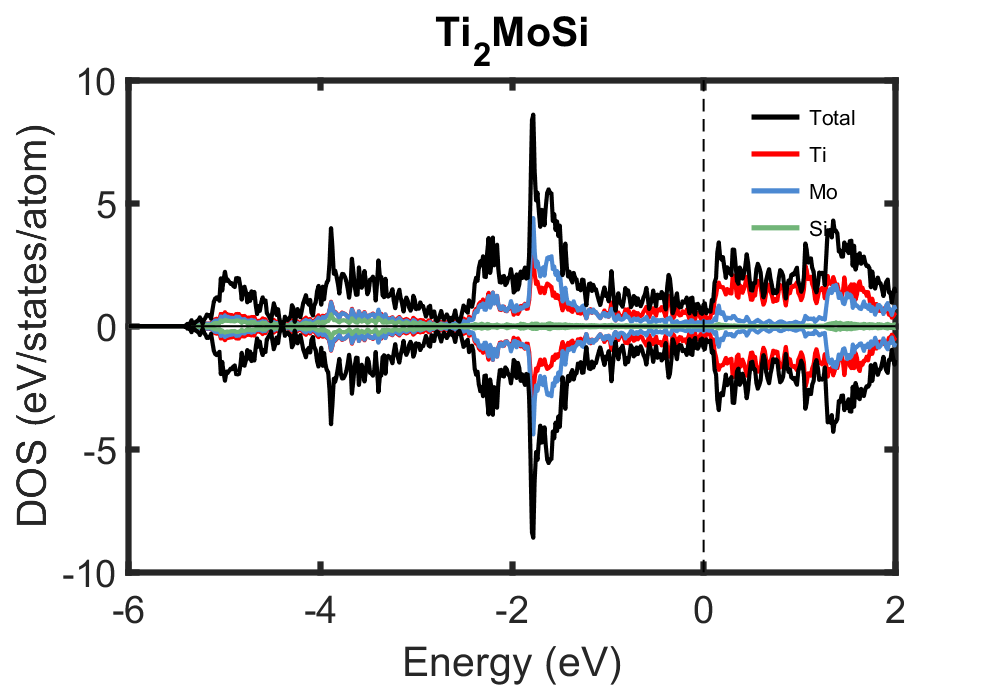 Ti2MoSi
10
5
0
-5
-10
DOS (eV/states/atom)
Total
Ti
Mo
Si
-6 -4 -2 0 2
Energy (eV)